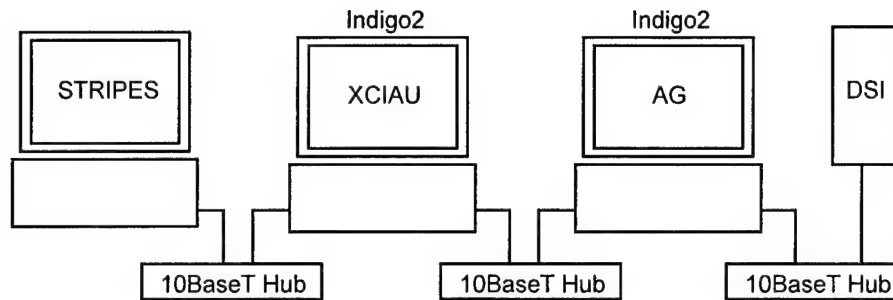 Indigo2
Indigo2
STRIPES
XCIAU
AG
DSI
10BaseT Hub
10BaseT Hub
10BaseT Hub